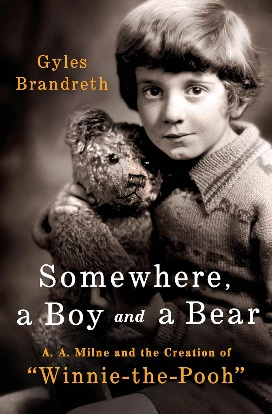 Gyles
Brandreth
Somewhere,
a Boy and a Bear
A. A. Milne and the Creation of
“Winnie-the-Pooh”